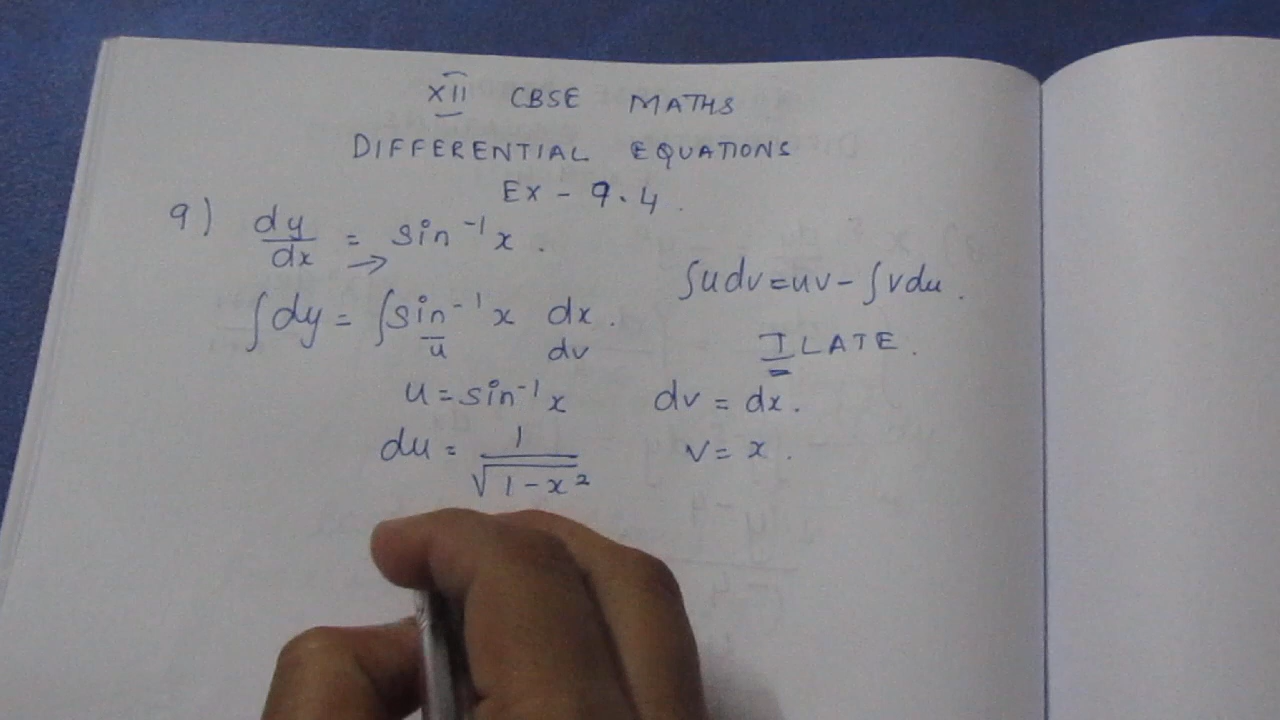 XII CBSE MATHS
DIFFERENTIAL EQUATIONS
EX - 9.4.
9) dy/dx = sin⁻¹x.
→
∫dy = ∫sin⁻¹x dx.
u dv
∫udv=uv-∫vdu.
ILATE.
u=sin⁻¹x dv = dx.
du = 1/√(1-x²) v= x.